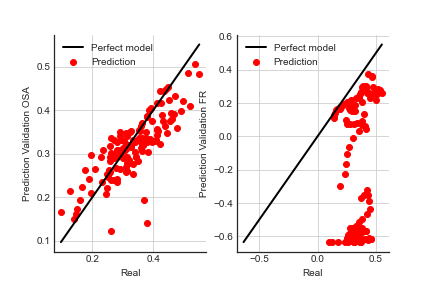 Perfect model
Prediction
Prediction Validation OSA
0.5
0.4
0.3
0.2
0.1
0.2
0.4
Real
Perfect model
Prediction
Prediction Validation FR
0.6
0.4
0.2
0.0
−0.2
−0.4
−0.6
−0.5
0.0
0.5
Real